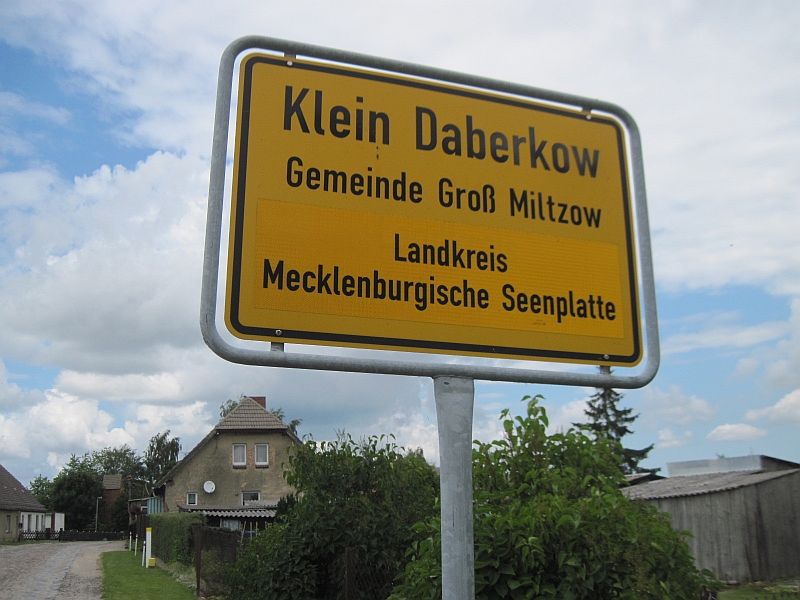 Klein Daberkow
Gemeinde Groß Miltzow
Landkreis
Mecklenburgische Seenplatte